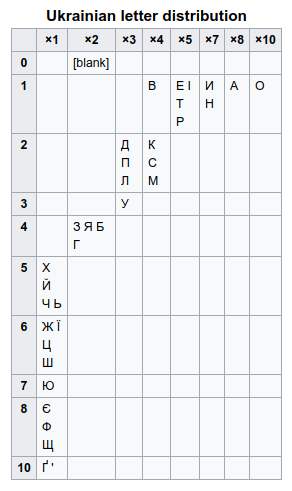 Ukrainian letter distribution
×1 ×2 ×3 ×4 ×5 ×7 ×8 ×10
0 [blank]
1 В Е І И А О
Т Н
Р
2 Д К
П С
Л М
3 У
4 З Я Б
Г
5 Х
Й
Ч Ь
6 Ж Ї
Ц
Ш
7 Ю
8 Є
Ф
Щ
10 Ґ '